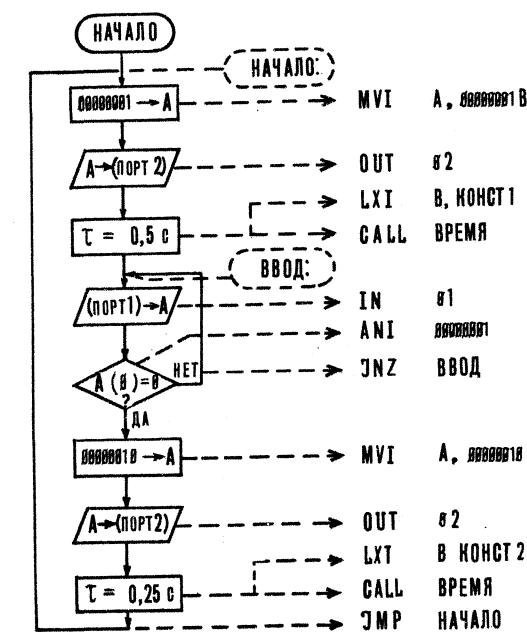 НАЧАЛО
НАЧАЛО:
00000001 → A MVI A, 00000001 B
A → (ПОРТ 2) OUT 02
LXI B, КОНСТ 1
τ = 0,5 с CALL ВРЕМЯ
ВВОД:
(ПОРТ1) → A IN 01
ANI 00000001
A (0) = 0 НЕТ JNZ ВВОД
?
ДА
00000010 → A MVI A, 00000010
A → (ПОРТ2) OUT 02
LXT B КОНСТ 2
τ = 0,25 с CALL ВРЕМЯ
JMP НАЧАЛО